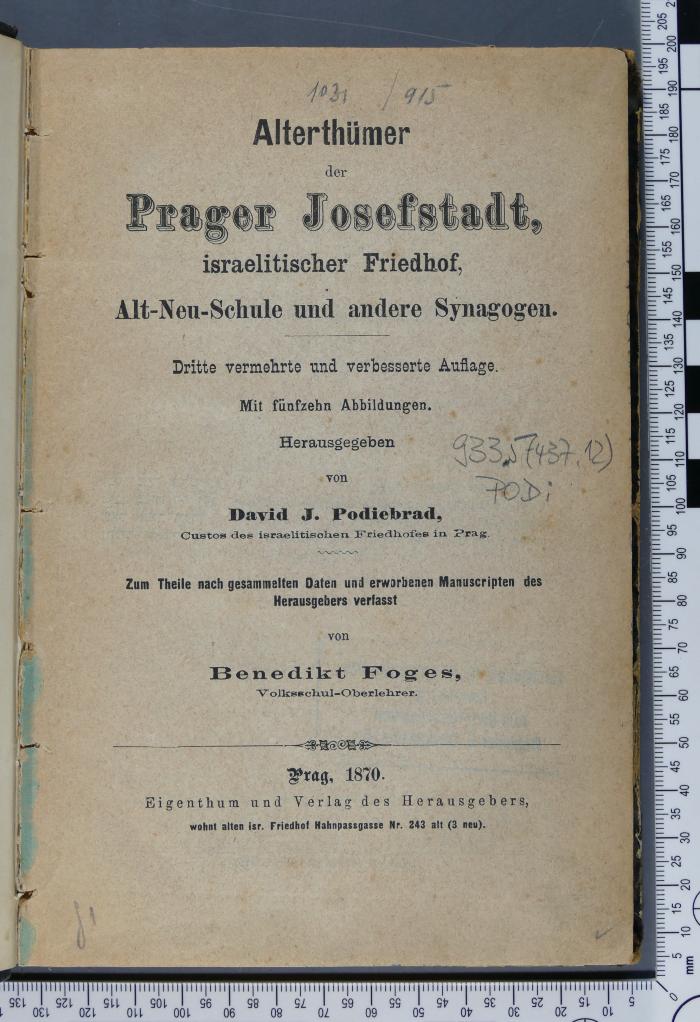 1031 / 915
Alterthümer
der
Prager Josefstadt,
israelitischer Friedhof,
Alt-Neu-Schule und andere Synagogen.
Dritte vermehrte und verbesserte Auflage.
Mit fünfzehn Abbildungen.
Herausgegeben
933.5(437.12)
von
PODi
David J. Podiebrad,
Custos des israelitischen Friedhofes in Prag.
Zum Theile nach gesammelten Daten und erworbenen Manuscripten des
Herausgebers verfasst
von
Benedikt Foges,
Volksschul-Oberlehrer.
Prag, 1870.
Eigenthum und Verlag des Herausgebers,
wohnt alten isr. Friedhof Hahnpassgasse Nr. 243 alt (3 neu).